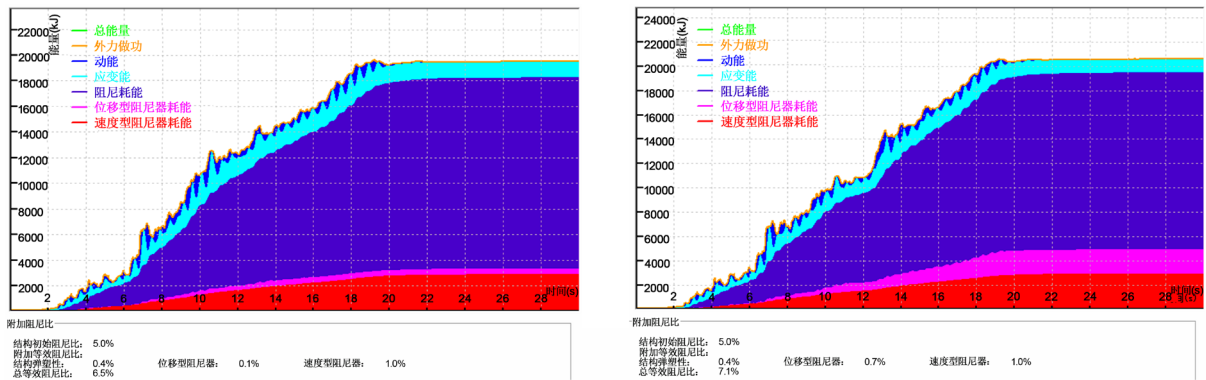 能量(kJ)
22000
20000
18000
16000
14000
12000
10000
8000
6000
4000
2000
总能量
外力做功
动能
应变能
阻尼耗能
位移型阻尼器耗能
速度型阻尼器耗能
2 4 6 8 10 12 14 16 18 20 22 24 26 28 时间(s)
附加阻尼比
结构初始阻尼比: 5.0%
附加等效阻尼比:
结构弹塑性: 0.4% 位移型阻尼器: 0.1% 速度型阻尼器: 1.0%
总等效阻尼比: 6.5%
能量(kJ)
24000
22000
20000
18000
16000
14000
12000
10000
8000
6000
4000
2000
总能量
外力做功
动能
应变能
阻尼耗能
位移型阻尼器耗能
速度型阻尼器耗能
2 4 6 8 10 12 14 16 18 20 22 24 26 28 时间(s)
附加阻尼比
结构初始阻尼比: 5.0%
附加等效阻尼比:
结构弹塑性: 0.4% 位移型阻尼器: 0.7% 速度型阻尼器: 1.0%
总等效阻尼比: 7.1%